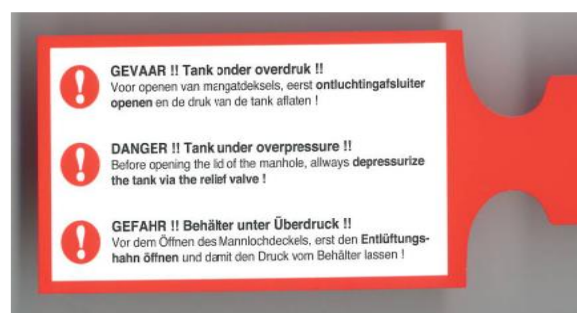 GEVAAR !! Tank onder overdruk !!
Voor openen van mangatdeksels, eerst ontluchtingafsluiter
openen en de druk van de tank aflaten !
DANGER !! Tank under overpressure !!
Before opening the lid of the manhole, allways depressurize
the tank via the relief valve !
GEFAHR !! Behälter unter Überdruck !!
Vor dem Öffnen des Mannlochdeckels, erst den Entlüftungs-
hahn öffnen und damit den Druck vom Behälter lassen !